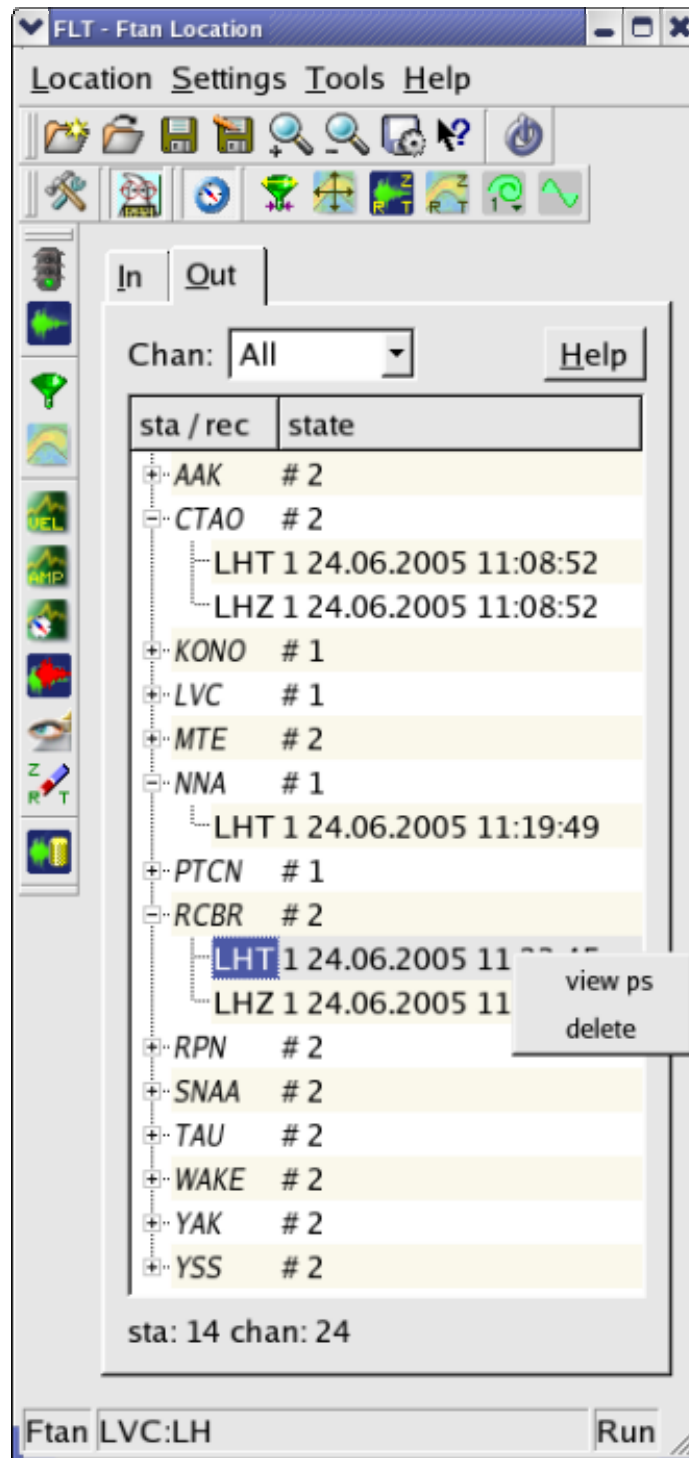 FLT - Ftan Location
Location Settings Tools Help
Z
R T
Z
R T
1
In Out
Chan: All Help
VEL
AMP
Z
R T
sta / rec state
AAK # 2
CTAO # 2
LHT 1 24.06.2005 11:08:52
LHZ 1 24.06.2005 11:08:52
KONO # 1
LVC # 1
MTE # 2
NNA # 1
LHT 1 24.06.2005 11:19:49
PTCN # 1
RCBR # 2
LHT 1 24.06.2005 11
LHZ 1 24.06.2005 11
view ps
delete
RPN # 2
SNAA # 2
TAU # 2
WAKE # 2
YAK # 2
YSS # 2
sta: 14 chan: 24
Ftan LVC:LH Run